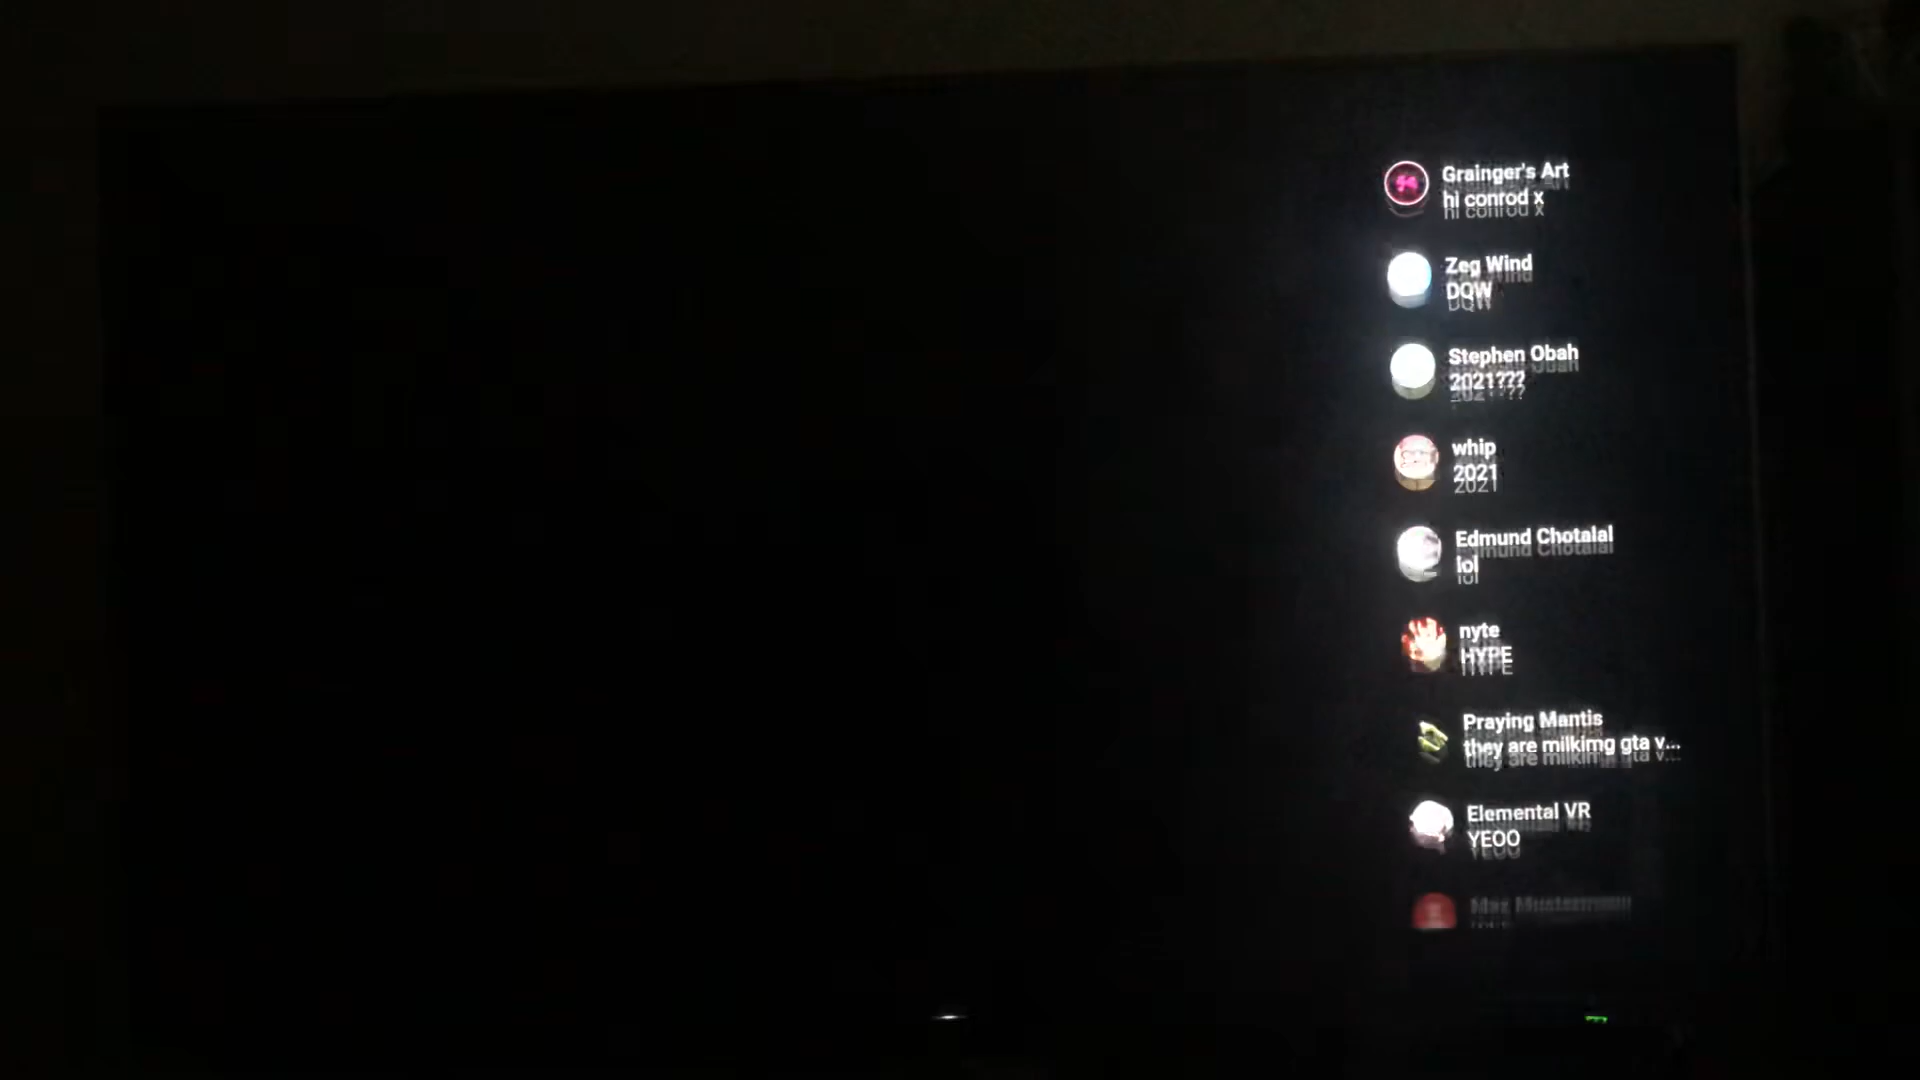 Grainger's Art
hi conrod x
Zeg Wind
DQW
Stephen Obah
2021???
whip
2021
Edmund Chotalal
lol
nyte
HYPE
Praying Mantis
they are milkimg gta v...
Elemental VR
YEOO